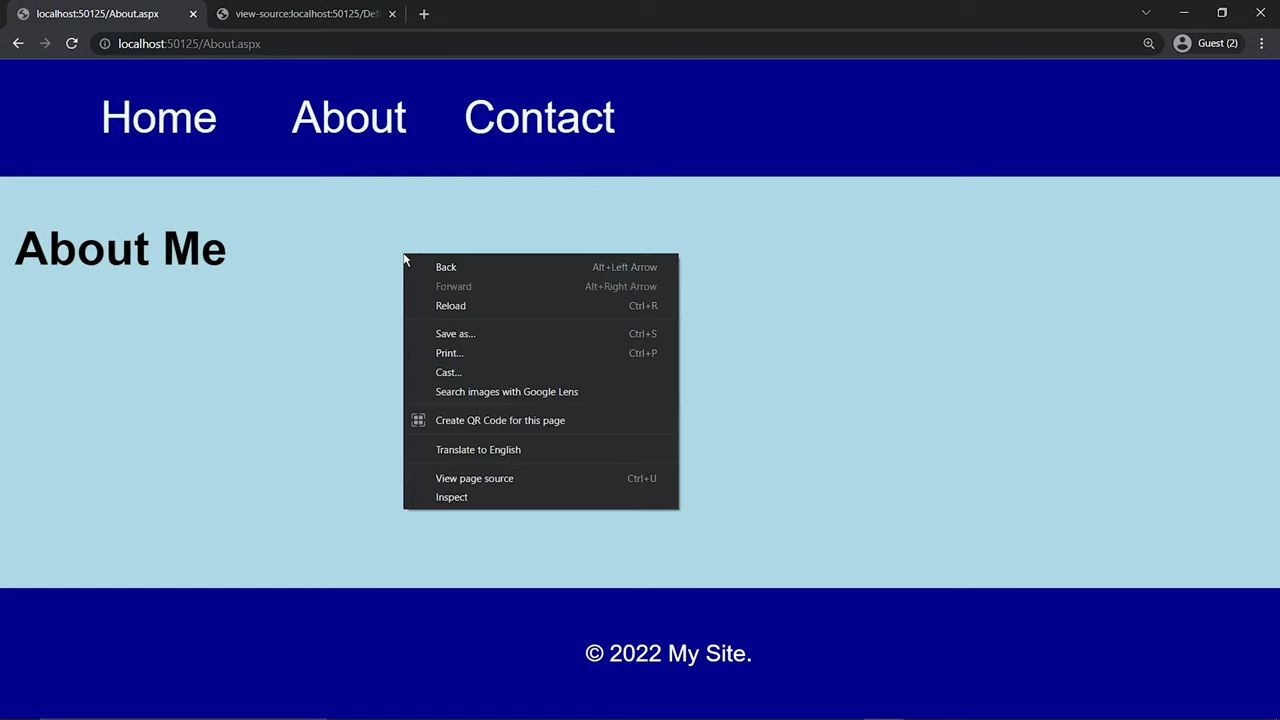 localhost:50125/About.aspx
view-source:localhost:50125/Def
localhost:50125/About.aspx
Guest (2)
Home About Contact
About Me
Back Alt+Left Arrow
Forward Alt+Right Arrow
Reload Ctrl+R
Save as... Ctrl+S
Print... Ctrl+P
Cast...
Search images with Google Lens
Create QR Code for this page
Translate to English
View page source Ctrl+U
Inspect
© 2022 My Site.